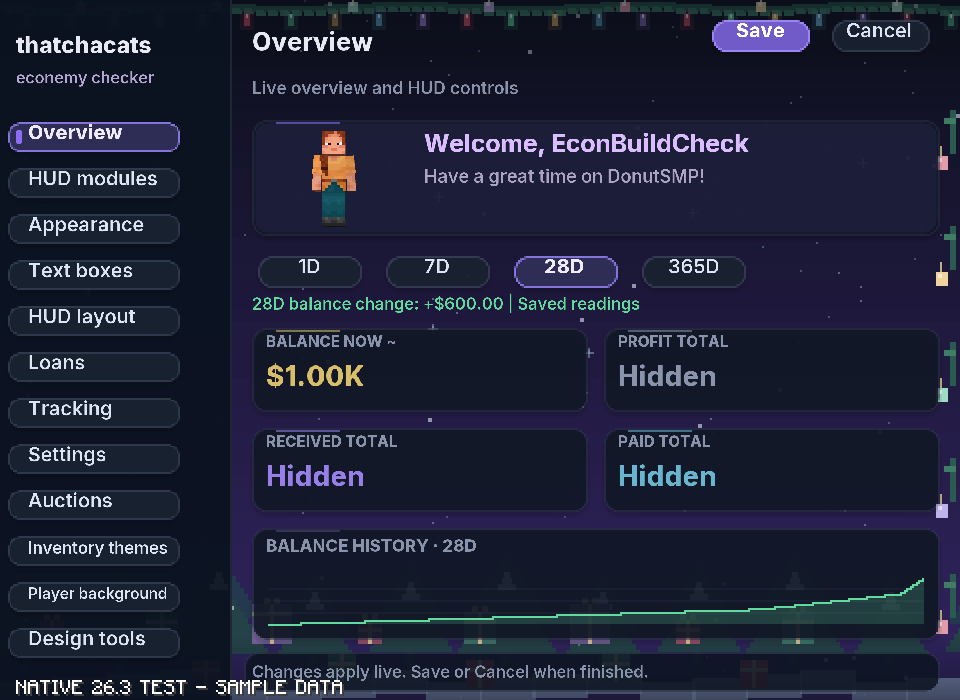 thatchacats
econemy checker
Overview
HUD modules
Appearance
Text boxes
HUD layout
Loans
Tracking
Settings
Auctions
Inventory themes
Player background
Design tools
Overview
Save
Cancel
Live overview and HUD controls
Welcome, EconBuildCheck
Have a great time on DonutSMP!
1D
7D
28D
365D
28D balance change: +$600.00 | Saved readings
BALANCE NOW ~
$1.00K
PROFIT TOTAL
Hidden
RECEIVED TOTAL
Hidden
PAID TOTAL
Hidden
BALANCE HISTORY · 28D
Changes apply live. Save or Cancel when finished.
NATIVE 26.3 TEST - SAMPLE DATA